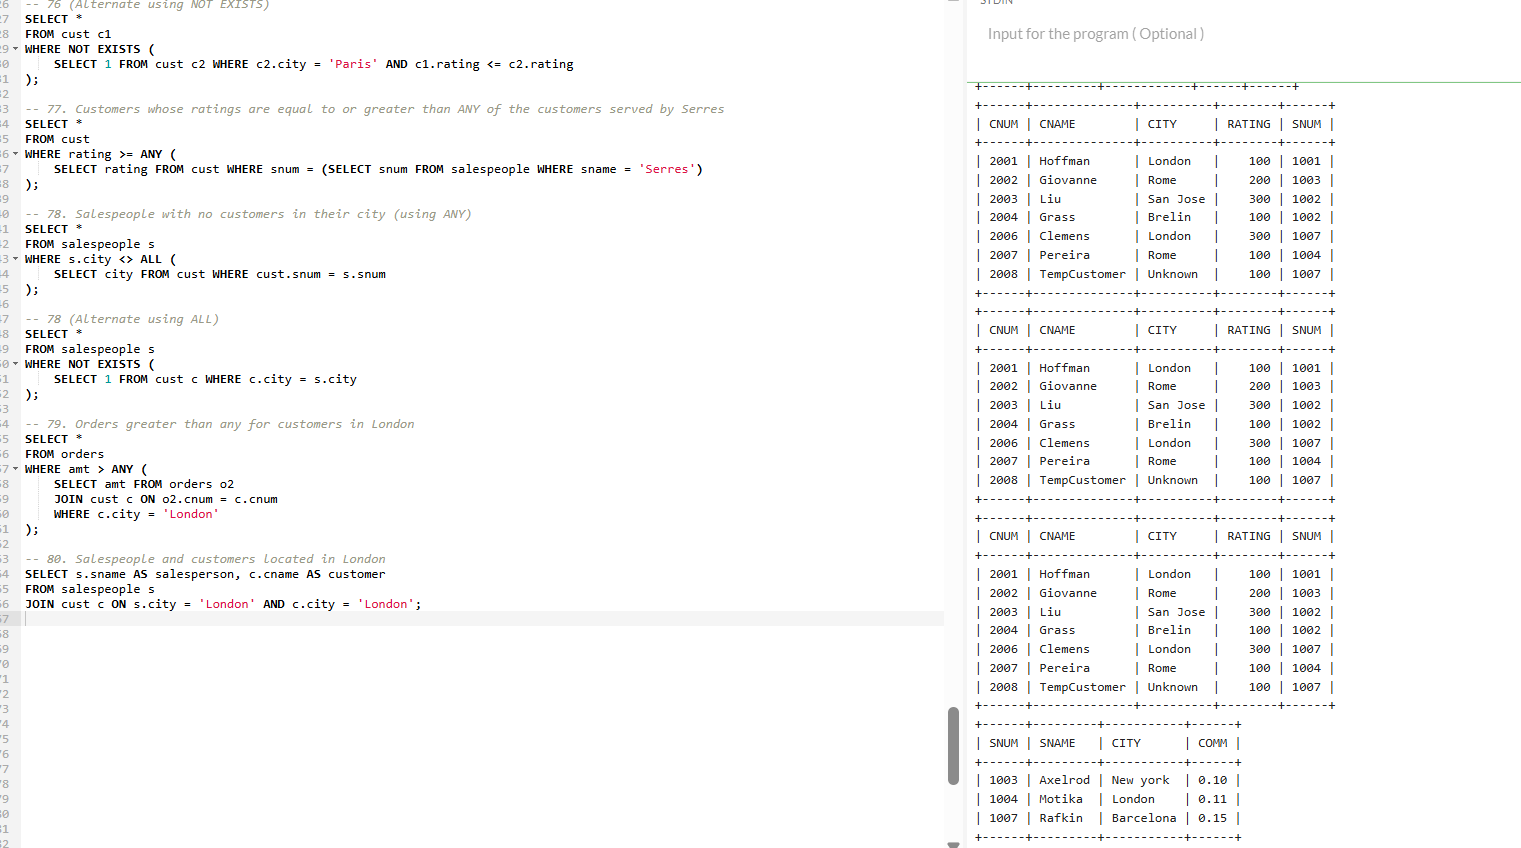 26 -- 76 (Alternate using NOT EXISTS)
27 SELECT *
28 FROM cust c1
29 WHERE NOT EXISTS (
30 SELECT 1 FROM cust c2 WHERE c2.city = 'Paris' AND c1.rating <= c2.rating
31 );
32
33 -- 77. Customers whose ratings are equal to or greater than ANY of the customers served by Serres
34 SELECT *
35 FROM cust
36 WHERE rating >= ANY (
37 SELECT rating FROM cust WHERE snum = (SELECT snum FROM salespeople WHERE sname = 'Serres')
38 );
39
40 -- 78. Salespeople with no customers in their city (using ANY)
41 SELECT *
42 FROM salespeople s
43 WHERE s.city <> ALL (
44 SELECT city FROM cust WHERE cust.snum = s.snum
45 );
46
47 -- 78 (Alternate using ALL)
48 SELECT *
49 FROM salespeople s
50 WHERE NOT EXISTS (
51 SELECT 1 FROM cust c WHERE c.city = s.city
52 );
53
54 -- 79. Orders greater than any for customers in London
55 SELECT *
56 FROM orders
57 WHERE amt > ANY (
58 SELECT amt FROM orders o2
59 JOIN cust c ON o2.cnum = c.cnum
60 WHERE c.city = 'London'
61 );
62
63 -- 80. Salespeople and customers located in London
64 SELECT s.sname AS salesperson, c.cname AS customer
65 FROM salespeople s
66 JOIN cust c ON s.city = 'London' AND c.city = 'London';
67
68
69
70
71
72
73
74
75
76
77
78
79
80
81
82
STDIN
Input for the program ( Optional )
+------+---------+------------+------+------+
+------+--------------+----------+--------+------+
| CNUM | CNAME | CITY | RATING | SNUM |
+------+--------------+----------+--------+------+
| 2001 | Hoffman | London | 100 | 1001 |
| 2002 | Giovanne | Rome | 200 | 1003 |
| 2003 | Liu | San Jose | 300 | 1002 |
| 2004 | Grass | Brelin | 100 | 1002 |
| 2006 | Clemens | London | 300 | 1007 |
| 2007 | Pereira | Rome | 100 | 1004 |
| 2008 | TempCustomer | Unknown | 100 | 1007 |
+------+--------------+----------+--------+------+
+------+--------------+----------+--------+------+
| CNUM | CNAME | CITY | RATING | SNUM |
+------+--------------+----------+--------+------+
| 2001 | Hoffman | London | 100 | 1001 |
| 2002 | Giovanne | Rome | 200 | 1003 |
| 2003 | Liu | San Jose | 300 | 1002 |
| 2004 | Grass | Brelin | 100 | 1002 |
| 2006 | Clemens | London | 300 | 1007 |
| 2007 | Pereira | Rome | 100 | 1004 |
| 2008 | TempCustomer | Unknown | 100 | 1007 |
+------+--------------+----------+--------+------+
+------+--------------+----------+--------+------+
| CNUM | CNAME | CITY | RATING | SNUM |
+------+--------------+----------+--------+------+
| 2001 | Hoffman | London | 100 | 1001 |
| 2002 | Giovanne | Rome | 200 | 1003 |
| 2003 | Liu | San Jose | 300 | 1002 |
| 2004 | Grass | Brelin | 100 | 1002 |
| 2006 | Clemens | London | 300 | 1007 |
| 2007 | Pereira | Rome | 100 | 1004 |
| 2008 | TempCustomer | Unknown | 100 | 1007 |
+------+--------------+----------+--------+------+
+------+---------+-----------+------+
| SNUM | SNAME | CITY | COMM |
+------+---------+-----------+------+
| 1003 | Axelrod | New york | 0.10 |
| 1004 | Motika | London | 0.11 |
| 1007 | Rafkin | Barcelona | 0.15 |
+------+---------+-----------+------+